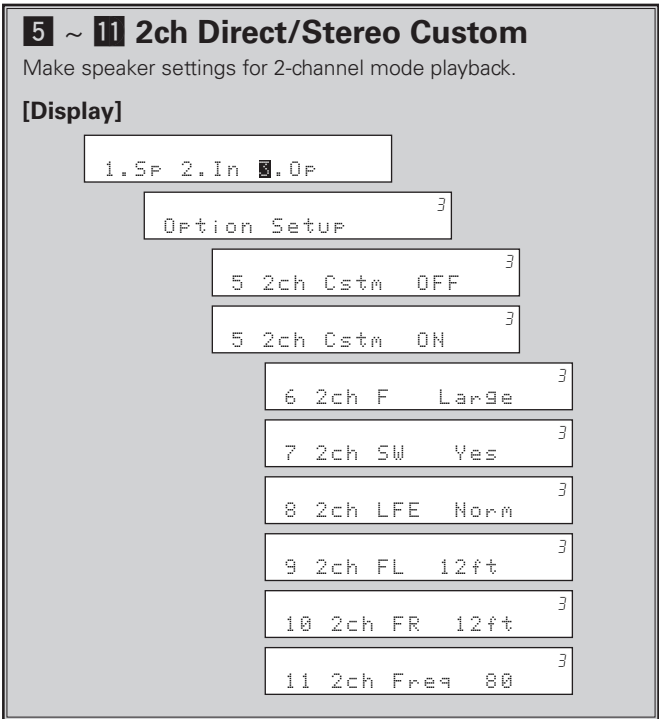 5 ~ 11 2ch Direct/Stereo Custom
Make speaker settings for 2-channel mode playback.
[Display]
1.Sp 2.In 3.Op
3
Option Setup
3
5 2ch Cstm OFF
3
5 2ch Cstm ON
3
6 2ch F Large
3
7 2ch SW Yes
3
8 2ch LFE Norm
3
9 2ch FL 12ft
3
10 2ch FR 12ft
3
11 2ch Freq 80